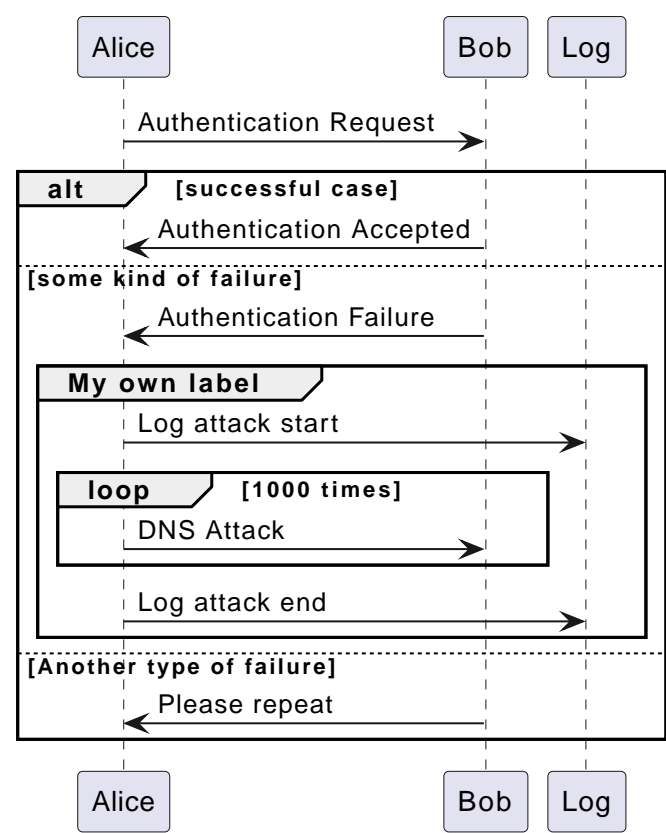 Alice Bob Log
Authentication Request
alt [successful case]
Authentication Accepted
[some kind of failure]
Authentication Failure
My own label
Log attack start
loop [1000 times]
DNS Attack
Log attack end
[Another type of failure]
Please repeat
Alice Bob Log